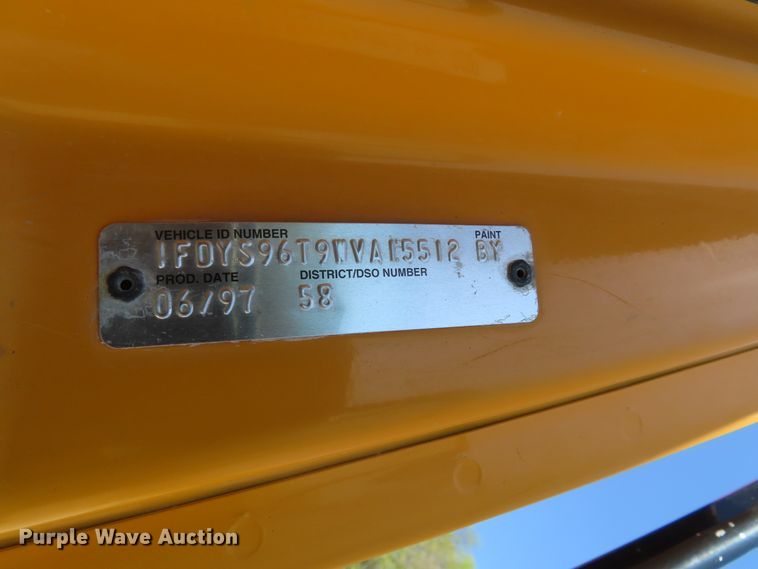 VEHICLE ID NUMBER PAINT
1FDYS96T9WVA15512 BY
PROD. DATE DISTRICT/DSO NUMBER
06/97 58
Purple Wave Auction